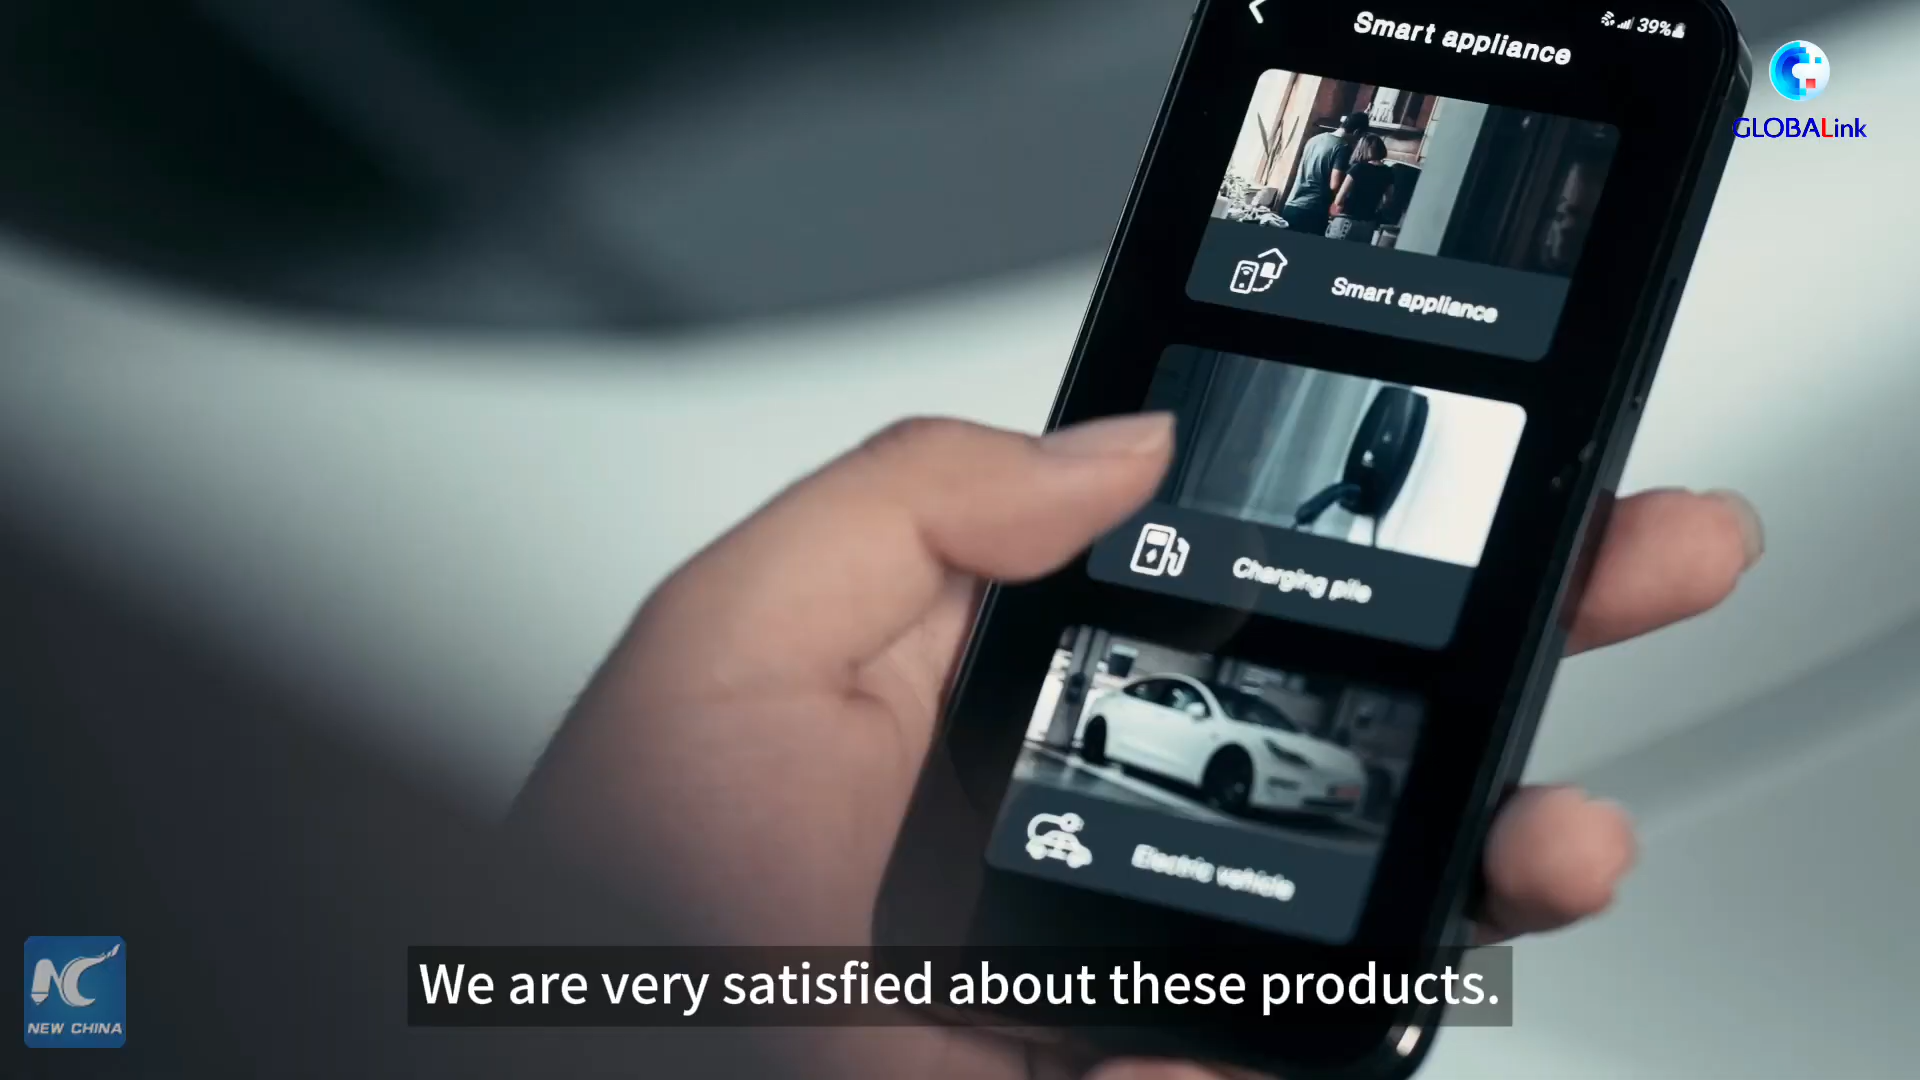 Smart appliance
39%
GLOBALink
Smart appliance
Charging pile
Electric vehicle
We are very satisfied about these products.
NC
NEW CHINA